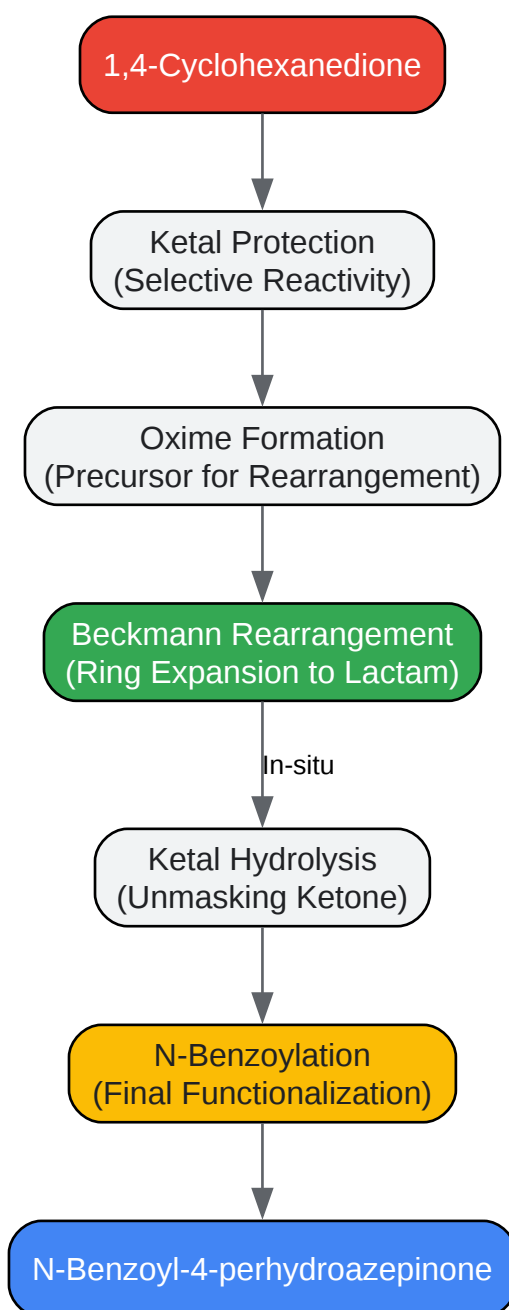 1,4-Cyclohexanedione
Ketal Protection
(Selective Reactivity)
Oxime Formation
(Precursor for Rearrangement)
Beckmann Rearrangement
(Ring Expansion to Lactam)
In-situ
Ketal Hydrolysis
(Unmasking Ketone)
N-Benzoylation
(Final Functionalization)
N-Benzoyl-4-perhydroazepinone